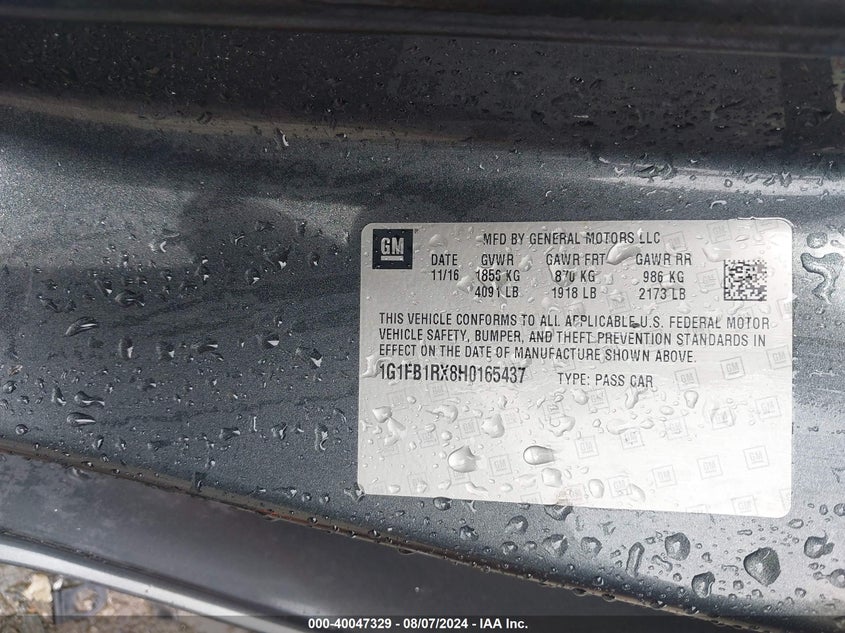 GM
MFD BY GENERAL MOTORS LLC
DATE GVWR GAWR FRT GAWR RR
11/16 1856 KG 870 KG 986 KG
4091 LB 1918 LB 2173 LB
THIS VEHICLE CONFORMS TO ALL APPLICABLE U.S. FEDERAL MOTOR
VEHICLE SAFETY, BUMPER, AND THEFT PREVENTION STANDARDS IN
EFFECT ON THE DATE OF MANUFACTURE SHOWN ABOVE.
1G1FB1RX8H0165437 TYPE: PASS CAR
000-40047329 - 08/07/2024 - IAA Inc.